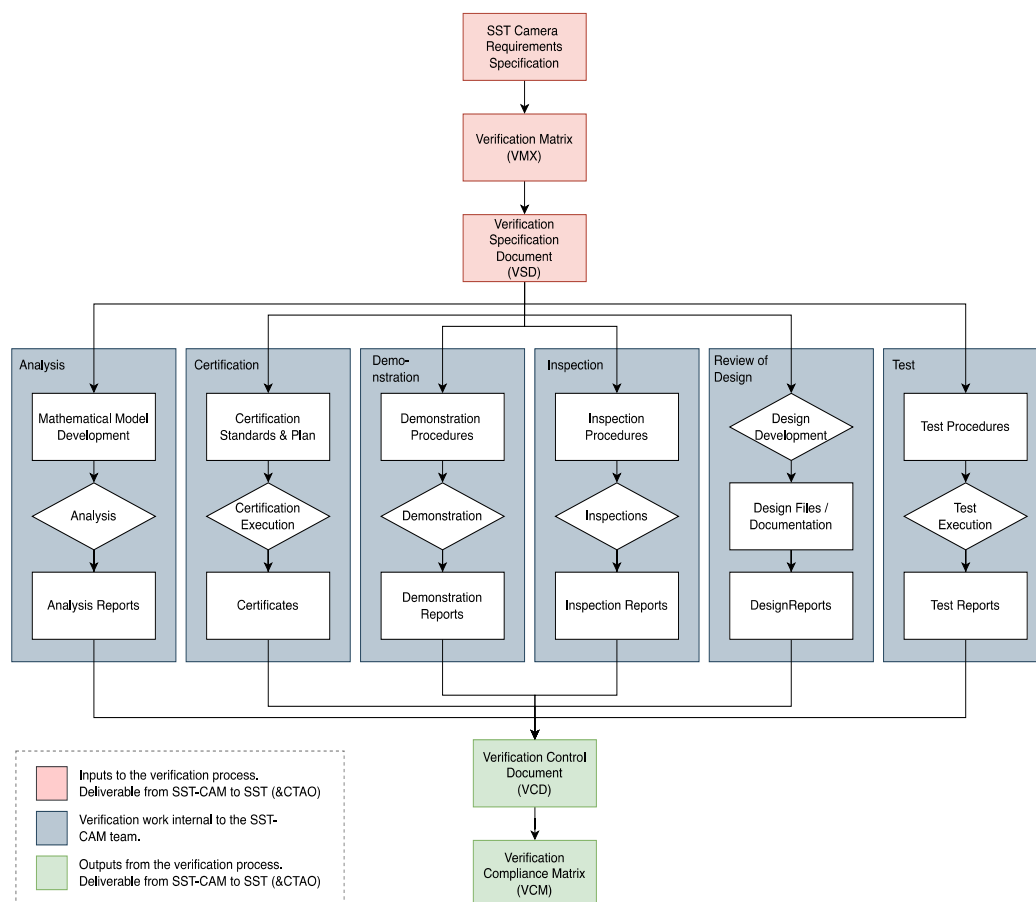 SST Camera
Requirements
Specification
Verification Matrix
(VMX)
Verification
Specification
Document
(VSD)
Analysis
Mathematical Model
Development
Analysis
Analysis Reports
Certification
Certification
Standards & Plan
Certification
Execution
Certificates
Demo-
nstration
Demonstration
Procedures
Demonstration
Demonstration
Reports
Inspection
Inspection
Procedures
Inspections
Inspection Reports
Review of
Design
Design
Development
Design Files /
Documentation
DesignReports
Test
Test Procedures
Test
Execution
Test Reports
Verification Control
Document
(VCD)
Verification
Compliance Matrix
(VCM)
Inputs to the verification process.
Deliverable from SST-CAM to SST (&CTAO)
Verification work internal to the SST-
CAM team.
Outputs from the verification process.
Deliverable from SST-CAM to SST (&CTAO)